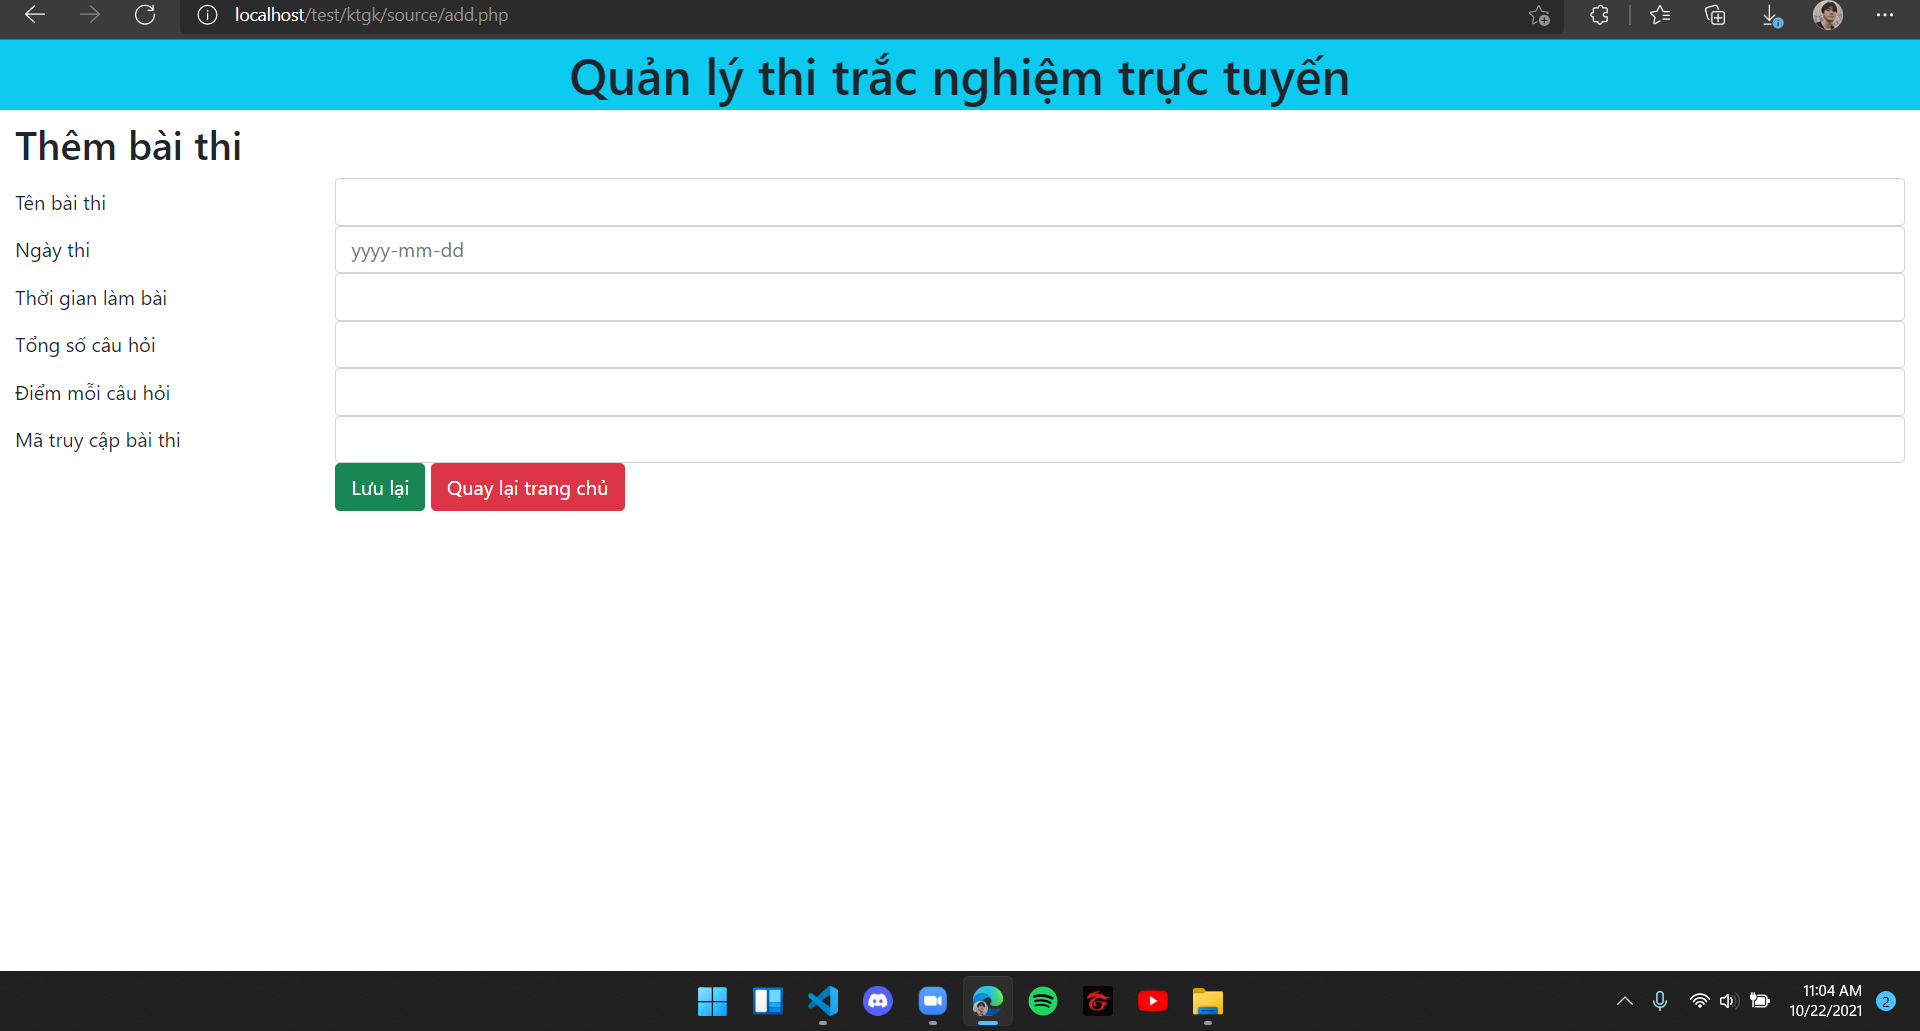 localhost/test/ktgk/source/add.php
Quản lý thi trắc nghiệm trực tuyến
Thêm bài thi
Tên bài thi
Ngày thi
yyyy-mm-dd
Thời gian làm bài
Tổng số câu hỏi
Điểm mỗi câu hỏi
Mã truy cập bài thi
Lưu lại
Quay lại trang chủ
11:04 AM
10/22/2021
2